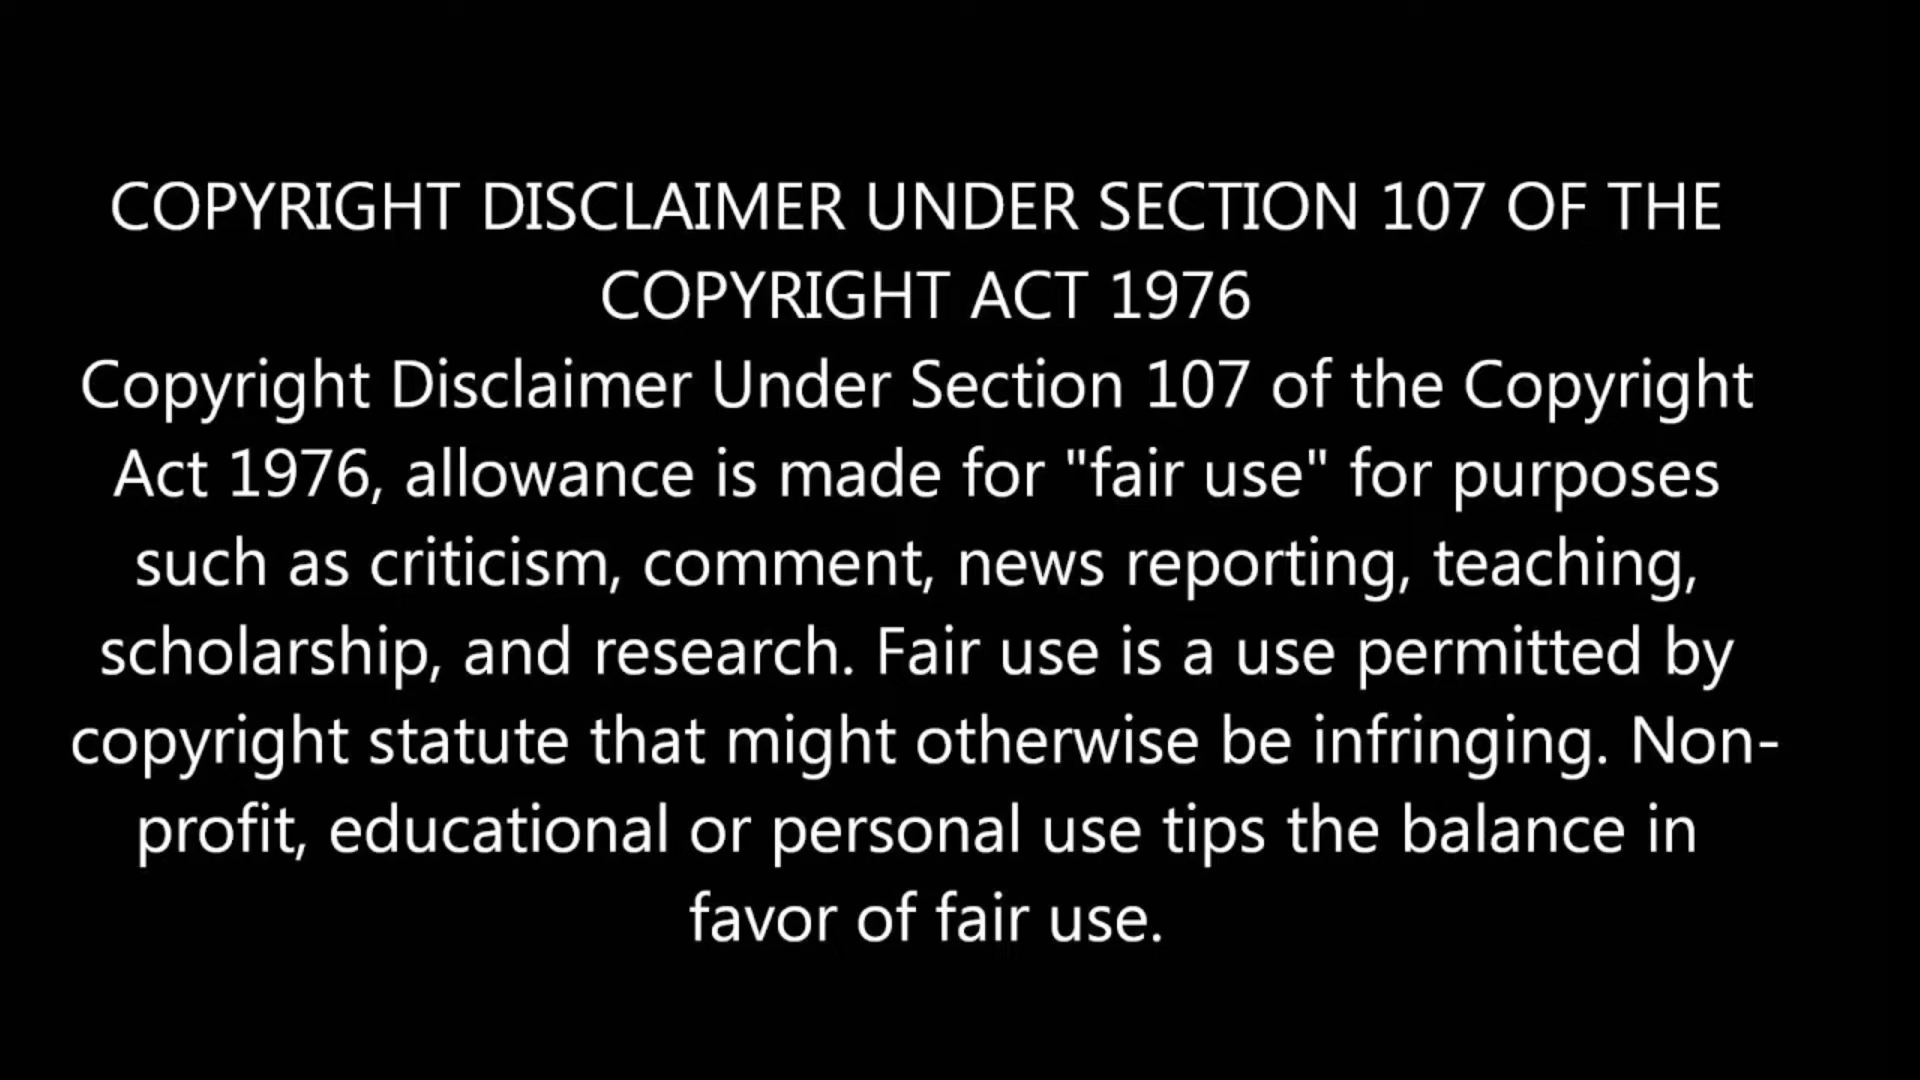 COPYRIGHT DISCLAIMER UNDER SECTION 107 OF THE
COPYRIGHT ACT 1976
Copyright Disclaimer Under Section 107 of the Copyright
Act 1976, allowance is made for "fair use" for purposes
such as criticism, comment, news reporting, teaching,
scholarship, and research. Fair use is a use permitted by
copyright statute that might otherwise be infringing. Non-
profit, educational or personal use tips the balance in
favor of fair use.